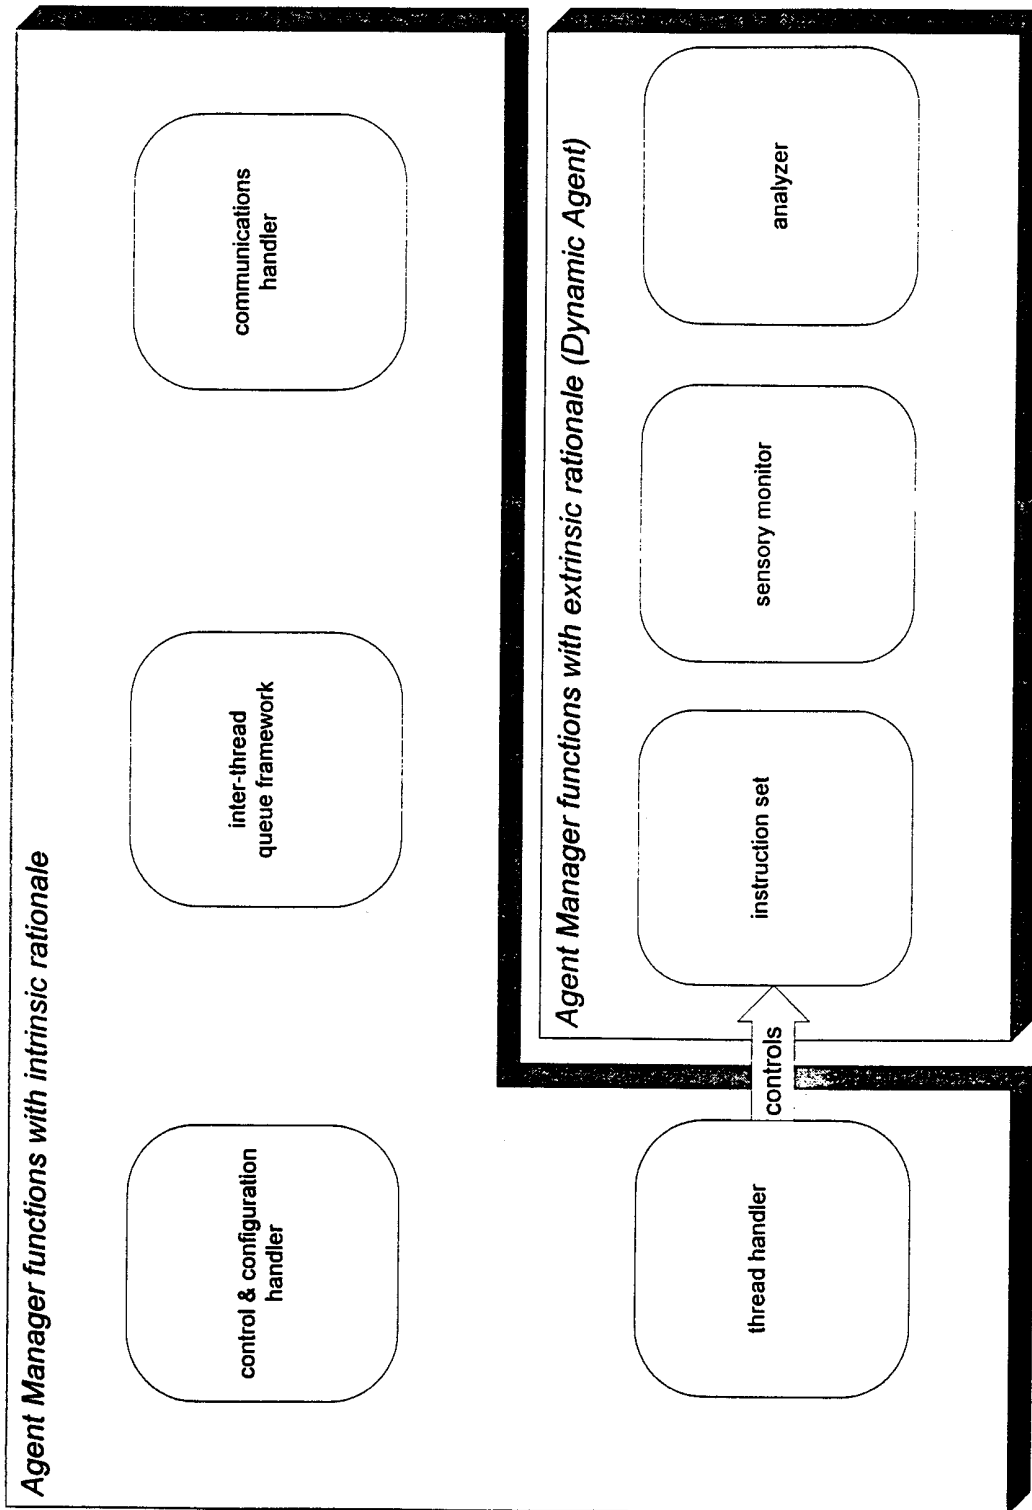 Agent Manager functions with intrinsic rationale
control & configuration
handler
inter-thread
queue framework
communications
handler
thread handler
controls
Agent Manager functions with extrinsic rationale (Dynamic Agent)
instruction set
sensory monitor
analyzer